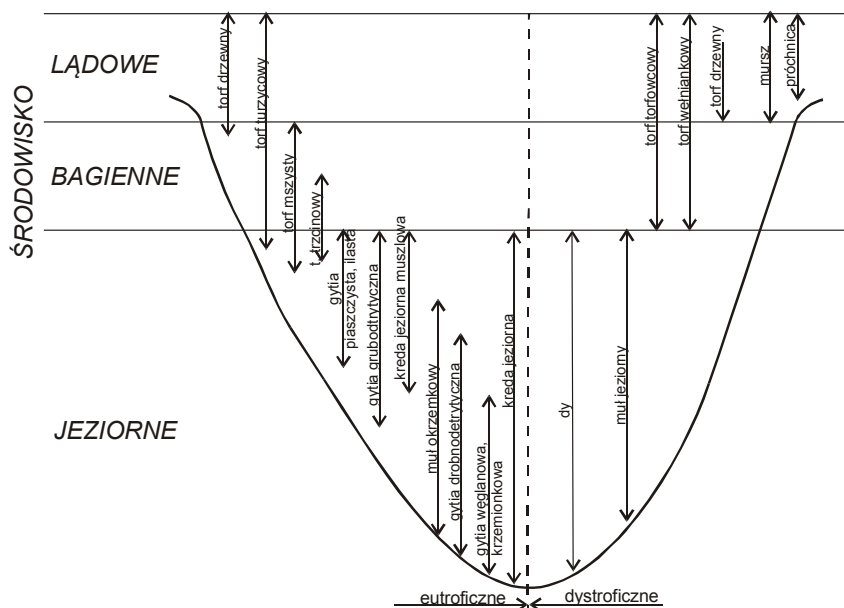 ŚRODOWISKO
LĄDOWE
BAGIENNE
JEZIORNE
torf drzewny
torf turzycowy
torf mszysty
t. trzcinowy
gytia
piaszczysta, ilasta
gytia grubodtrytyczna
kreda jeziorna muszlowa
muł okrzemkowy
gytia drobnodetrytyczna
gytia węglanowa,
krzemionkowa
kreda jeziorna
dy
muł jeziorny
torf torfowcowy
torf wełniankowy
torf drzewny
mursz
próchnica
eutroficzne
dystroficzne